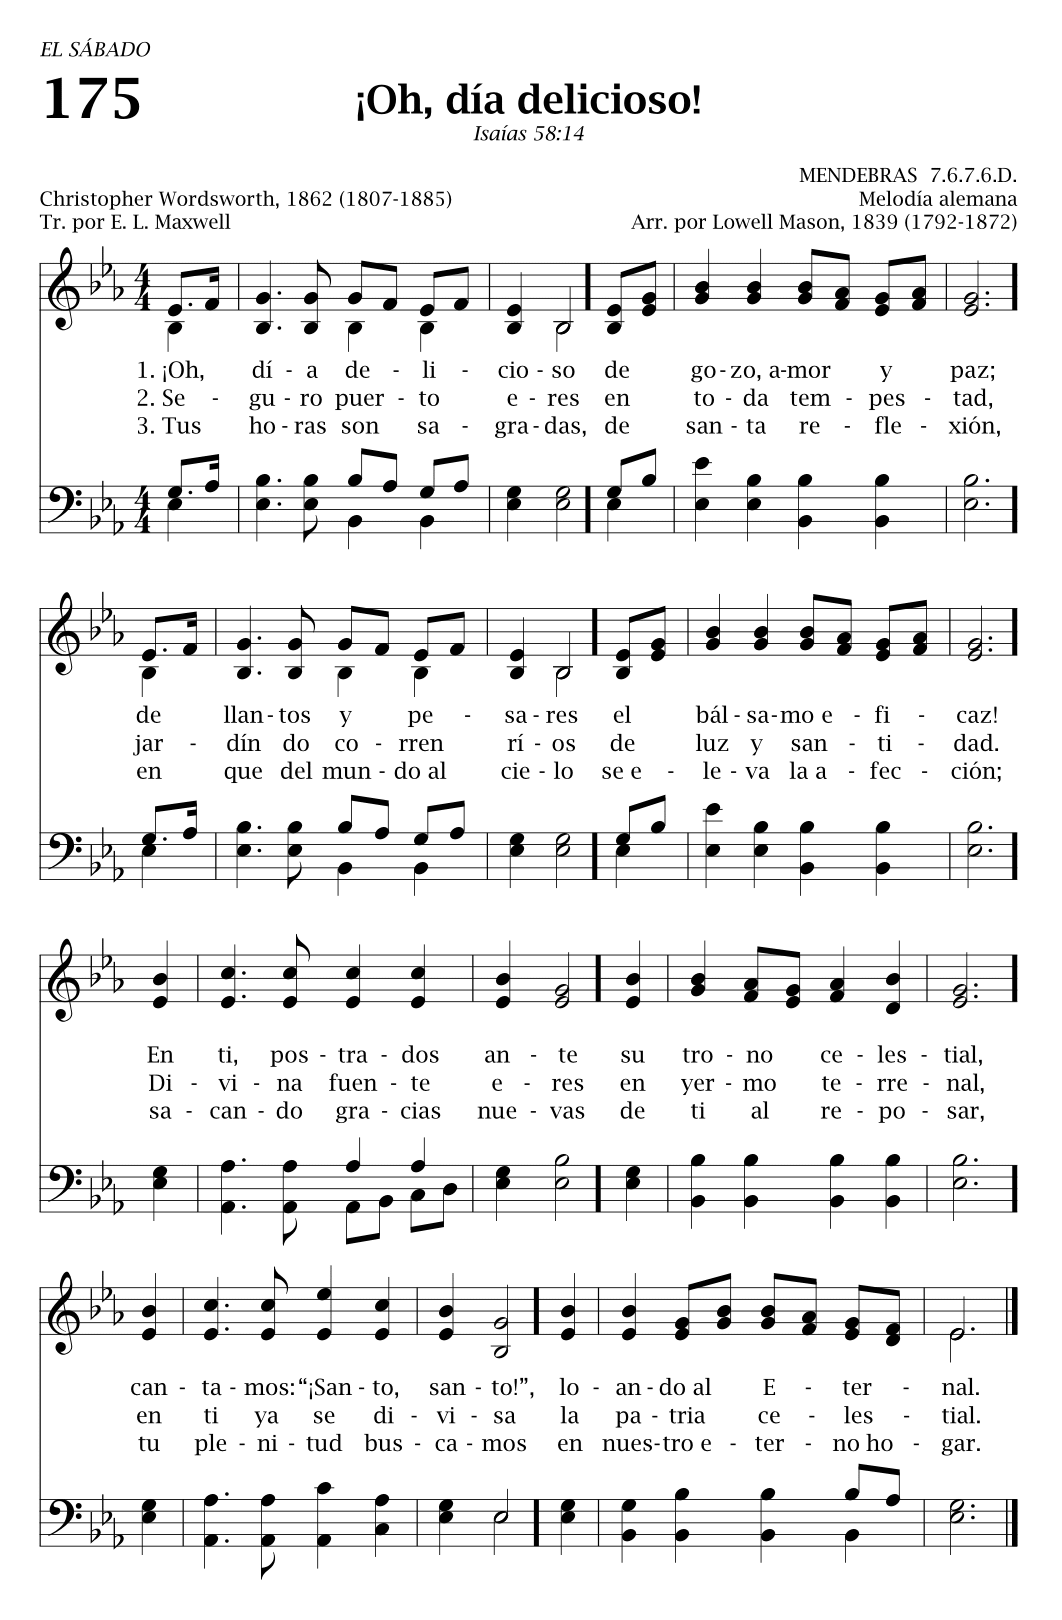 EL SÁBADO
175
¡Oh, día delicioso!
Isaías 58:14
MENDEBRAS 7.6.7.6.D.
Christopher Wordsworth, 1862 (1807-1885)
Melodía alemana
Tr. por E. L. Maxwell
Arr. por Lowell Mason, 1839 (1792-1872)
4
4
1. ¡Oh, dí - a de - li - cio - so de go - zo, a-mor y paz;
2. Se - gu - ro puer - to e - res en to - da tem - pes - tad,
3. Tus ho - ras son sa - gra - das, de san - ta re - fle - xión,
4
4
de llan - tos y pe - sa - res el bál - sa - mo e - fi - caz!
jar - dín do co - rren rí - os de luz y san - ti - dad.
en que del mun - do al cie - lo se e - le - va la a - fec - ción;
En ti, pos - tra - dos an - te su tro - no ce - les - tial,
Di - vi - na fuen - te e - res en yer - mo te - rre - nal,
sa - can - do gra - cias nue - vas de ti al re - po - sar,
can - ta - mos: “¡San - to, san - to!”, lo - an - do al E - ter - nal.
en ti ya se di - vi - sa la pa - tria ce - les - tial.
tu ple - ni - tud bus - ca - mos en nues - tro e - ter - no ho - gar.